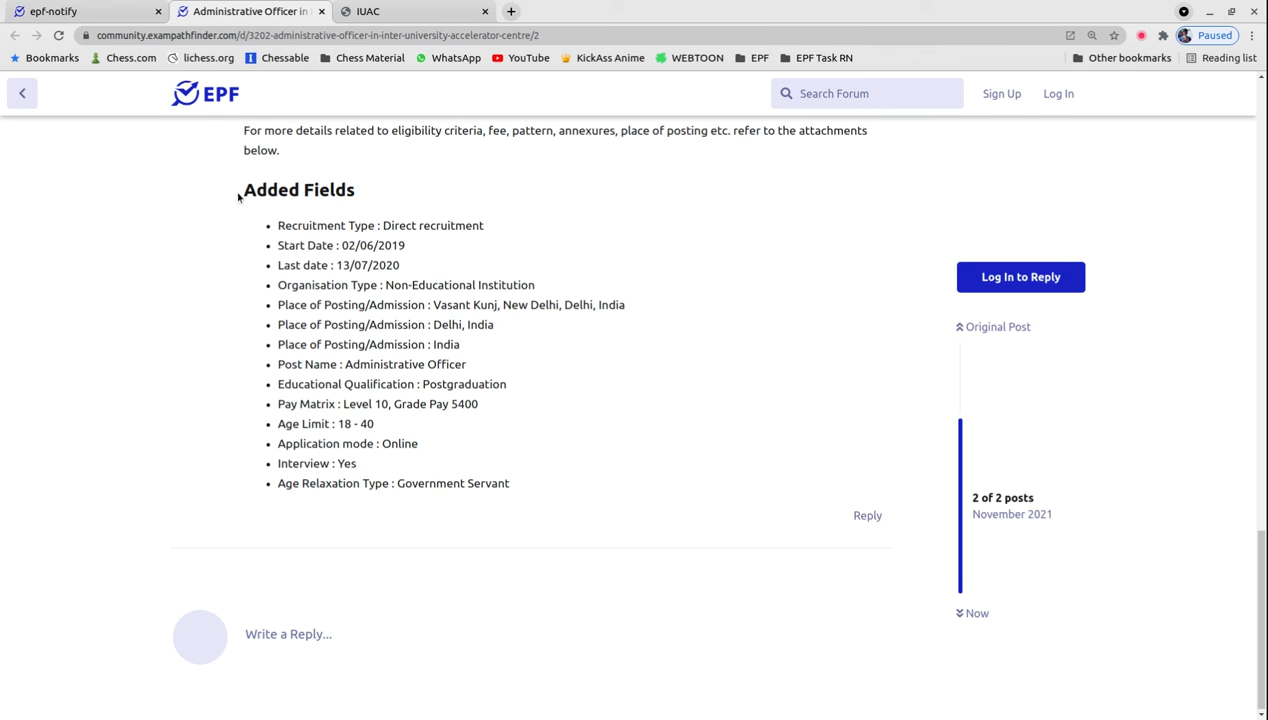 epf-notify
Administrative Officer in
IUAC
community.exampathfinder.com/d/3202-administrative-officer-in-inter-university-accelerator-centre/2
Paused
Bookmarks Chess.com lichess.org Chessable Chess Material WhatsApp YouTube KickAss Anime WEBTOON EPF EPF Task RN Other bookmarks Reading list
EPF Search Forum Sign Up Log In
For more details related to eligibility criteria, fee, pattern, annexures, place of posting etc. refer to the attachments
below.
Added Fields
• Recruitment Type : Direct recruitment
• Start Date : 02/06/2019
• Last date : 13/07/2020
• Organisation Type : Non-Educational Institution
• Place of Posting/Admission : Vasant Kunj, New Delhi, Delhi, India
• Place of Posting/Admission : Delhi, India
• Place of Posting/Admission : India
• Post Name : Administrative Officer
• Educational Qualification : Postgraduation
• Pay Matrix : Level 10, Grade Pay 5400
• Age Limit : 18 - 40
• Application mode : Online
• Interview : Yes
• Age Relaxation Type : Government Servant
Reply
Write a Reply...
Log In to Reply
Original Post
2 of 2 posts
November 2021
Now